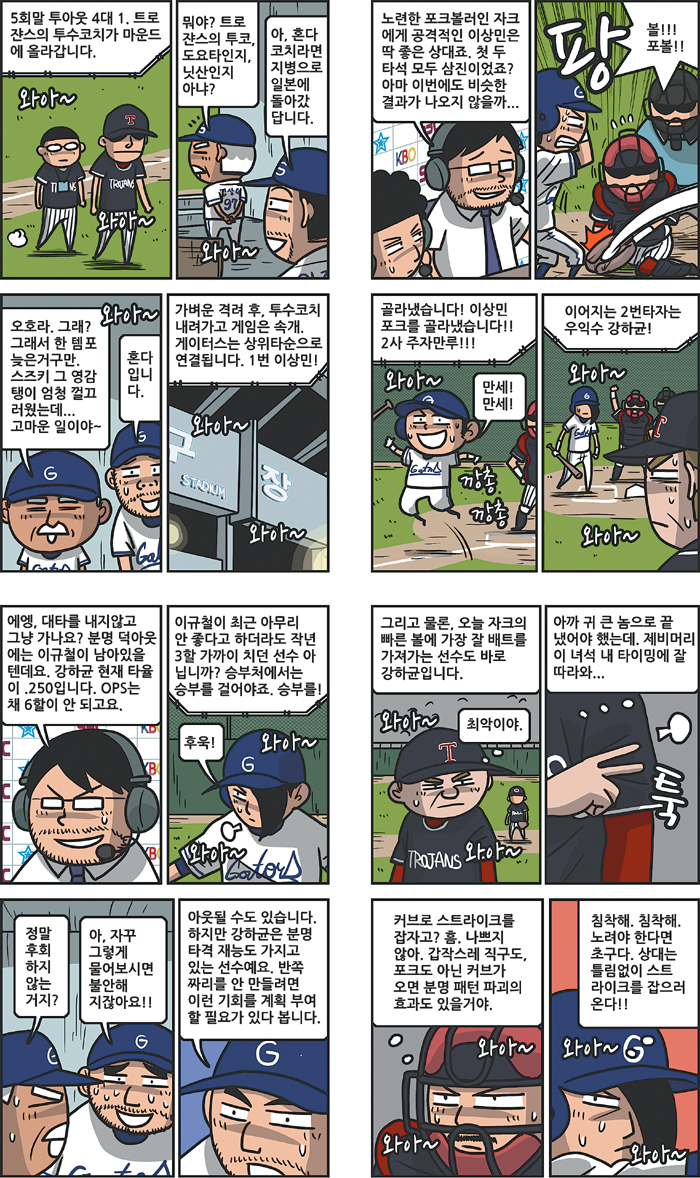 5회말 투아웃 4대 1. 트로
쟌스의 투수코치가 마운드
에 올라갑니다.
와아~
T
TROJANS
와아~
뭐야? 트로
쟌스의 투코,
도요타인지,
닛산인지
아냐?
아, 혼다
코치라면
지병으로
일본에
돌아갔
답니다.
97
와아~
와아~
오호라. 그래?
그래서 한 템포
늦은거구만.
스즈키 그 영감
탱이 엄청 껄끄
러웠는데...
고마운 일이야~
혼다
입니
다.
G
G
Gators
가벼운 격려 후, 투수코치
내려가고 게임은 속개.
게이터스는 상위타순으로
연결됩니다. 1번 이상민!
와아~
구
장
STADIUM
와아~
노련한 포크볼러인 자크
에게 공격적인 이상민은
딱 좋은 상대죠. 첫 두
타석 모두 삼진이었죠?
아마 이번에도 비슷한
결과가 나오지 않을까...
KBO
팡
볼!!!
포볼!!
골라냈습니다! 이상민
포크를 골라냈습니다!!
2사 주자만루!!!
와아~
만세!
만세!
G
Gators
깡총
깡총
이어지는 2번타자는
우익수 강하균!
와아~
Gators
T
와아~
에엥, 대타를 내지않고
그냥 가나요? 분명 덕아웃
에는 이규철이 남아있을
텐데요. 강하균 현재 타율
이 .250입니다. OPS는
채 6할이 안 되고요.
KBO
이규철이 최근 아무리
안 좋다고 하더라도 작년
3할 가까이 치던 선수 아
닙니까? 승부처에서는
승부를 걸어야죠. 승부를!
후욱!
와아~
G
와아~
Gators
정말
후회
하지
않는
거지?
아, 자꾸
그렇게
물어보시면
불안해
지잖아요!!
G
G
아웃될 수도 있습니다.
하지만 강하균은 분명
타격 재능도 가지고
있는 선수예요. 반쪽
짜리를 안 만들려면
이런 기회를 계획 부여
할 필요가 있다 봅니다.
G
그리고 물론, 오늘 자크의
빠른 볼에 가장 잘 배트를
가져가는 선수도 바로
강하균입니다.
와아~
최악이야.
T
TROJANS
와아~
아까 귀 큰 놈으로 끝
냈어야 했는데. 제비머리
이 녀석 내 타이밍에 잘
따라와...
툭
커브로 스트라이크를
잡자고? 흠. 나쁘지
않아. 갑작스레 직구도,
포크도 아닌 커브가
오면 분명 패턴 파괴의
효과도 있을거야.
와아~
와아~
침착해. 침착해.
노려야 한다면
초구다. 상대는
틀림없이 스트
라이크를 잡으러
온다!!
와아~
G
와아~